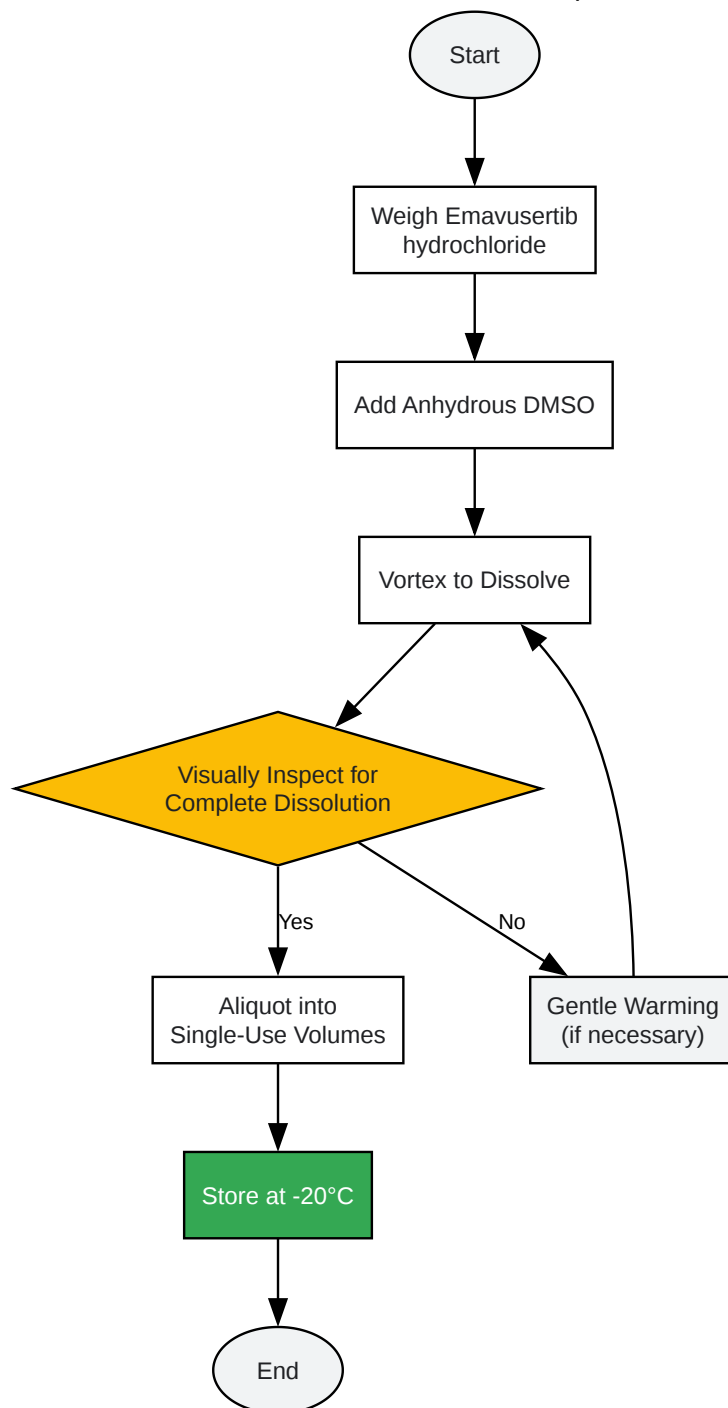 Start
Weigh Emavusertib
hydrochloride
Add Anhydrous DMSO
Vortex to Dissolve
Visually Inspect for
Complete Dissolution
Yes
No
Aliquot into
Single-Use Volumes
Gentle Warming
(if necessary)
Store at -20°C
End